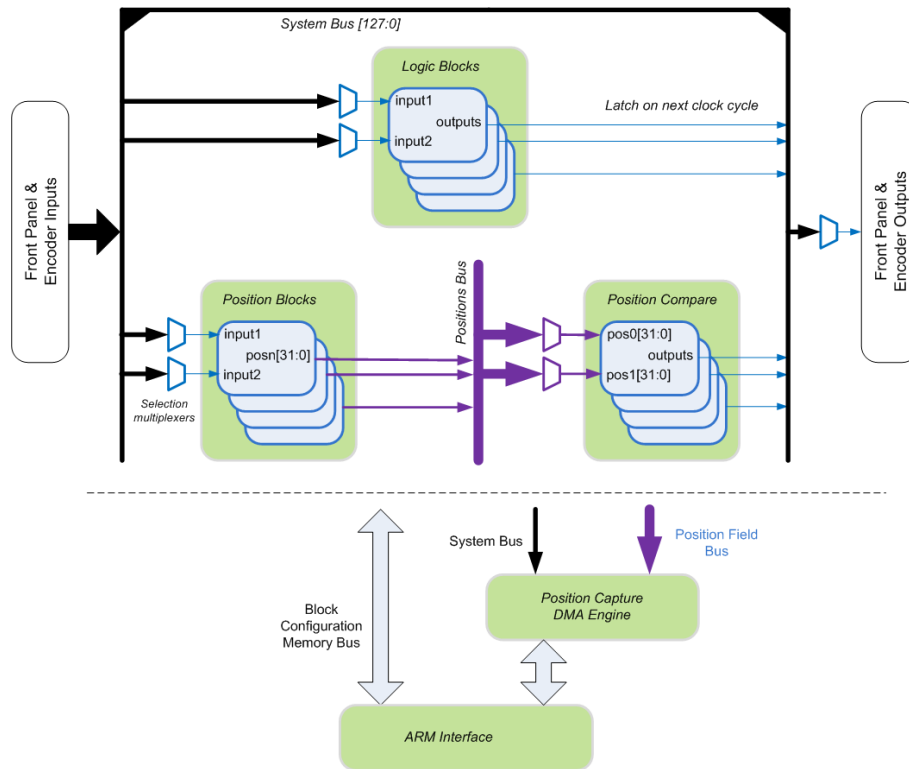 System Bus [127:0]
Logic Blocks
input1
outputs
input2
Latch on next clock cycle
Front Panel &
Encoder Inputs
Front Panel &
Encoder Outputs
Position Blocks
input1
posn[31:0]
input2
Selection
multiplexers
Positions Bus
Position Compare
pos0[31:0]
outputs
pos1[31:0]
System Bus
Position Field
Bus
Position Capture
DMA Engine
Block
Configuration
Memory Bus
ARM Interface